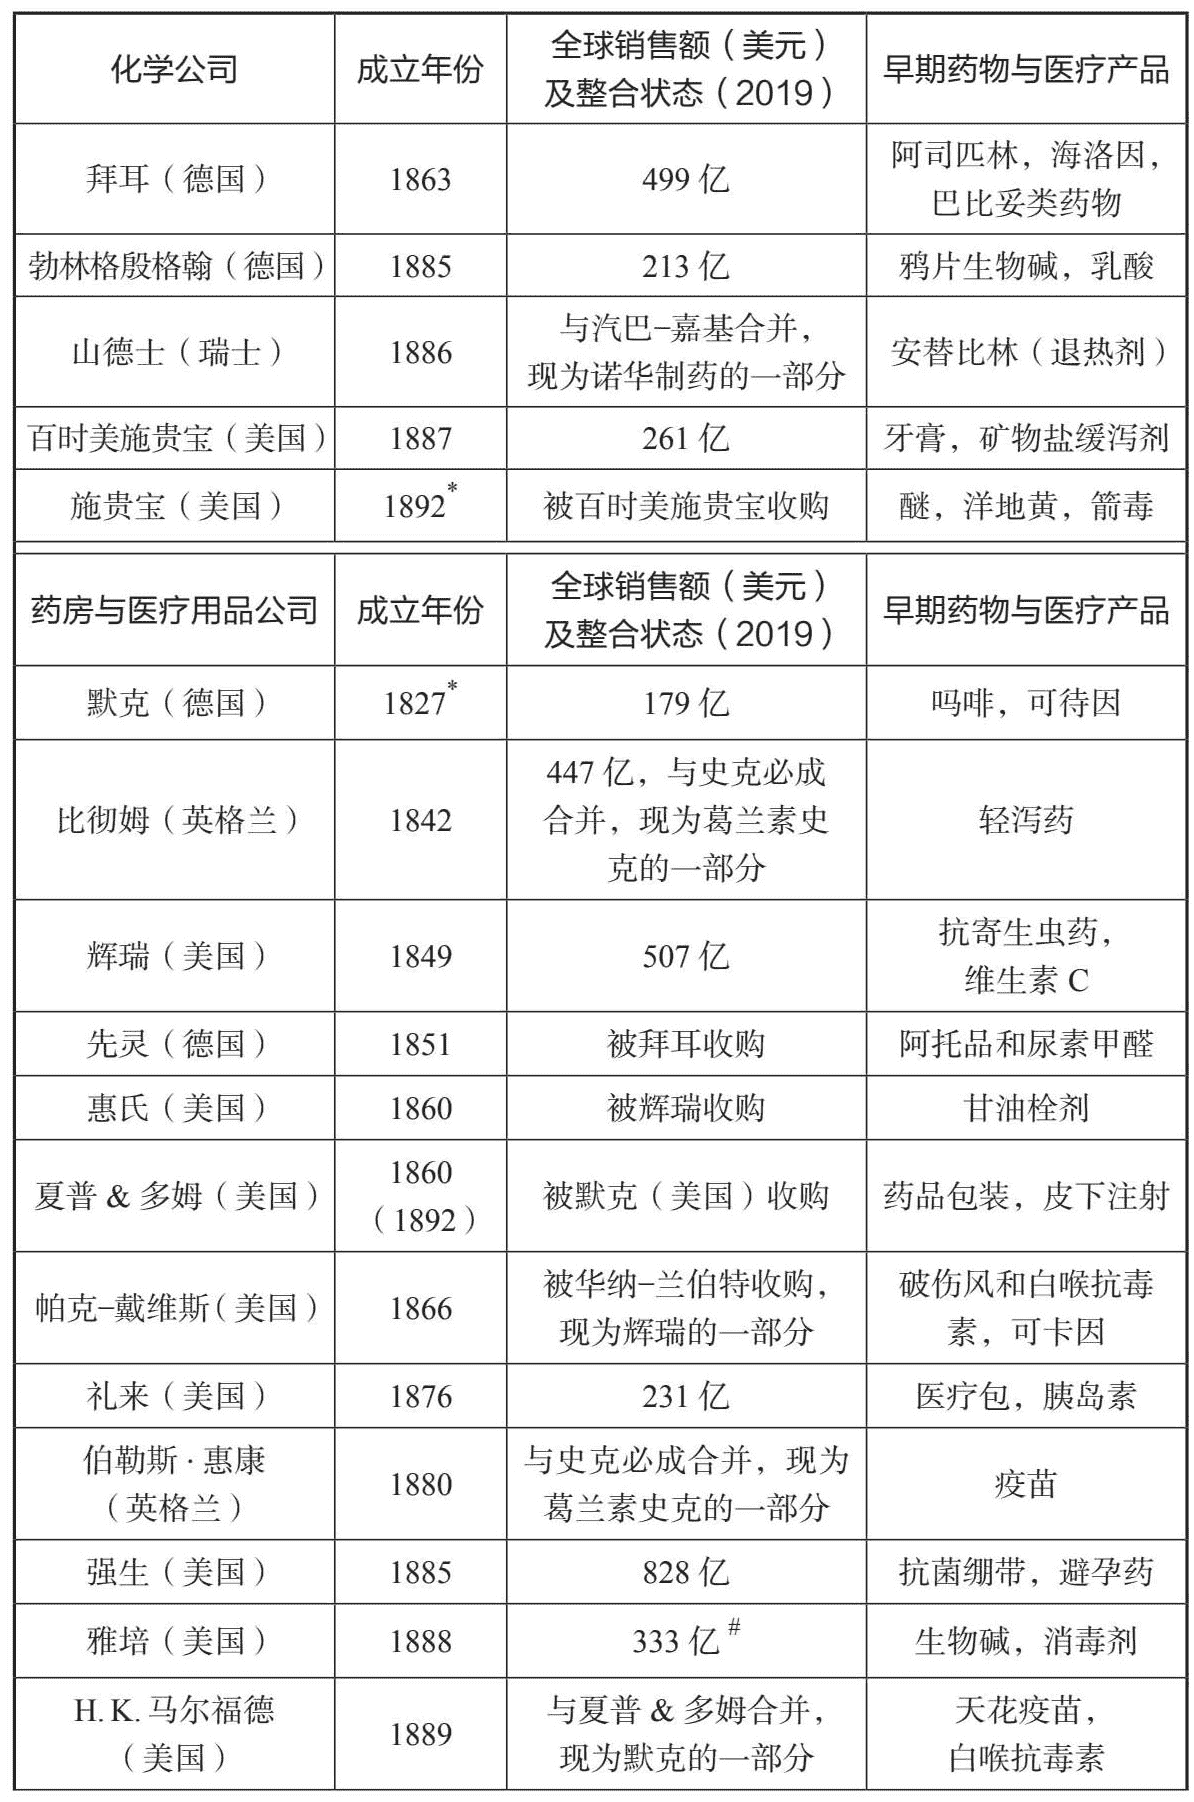 化学公司
成立年份
全球销售额（美元）
及整合状态（2019）
早期药物与医疗产品
拜耳（德国）
1863
499 亿
阿司匹林，海洛因，
巴比妥类药物
勃林格殷格翰（德国）
1885
213 亿
鸦片生物碱，乳酸
山德士（瑞士）
1886
与汽巴–嘉基合并，
现为诺华制药的一部分
安替比林（退热剂）
百时美施贵宝（美国）
1887
261 亿
牙膏，矿物盐缓泻剂
施贵宝（美国）
1892*
被百时美施贵宝收购
醚，洋地黄，箭毒
药房与医疗用品公司
成立年份
全球销售额（美元）
及整合状态（2019）
早期药物与医疗产品
默克（德国）
1827*
179 亿
吗啡，可待因
比彻姆（英格兰）
1842
447 亿，与史克必成
合并，现为葛兰素史
克的一部分
轻泻药
辉瑞（美国）
1849
507 亿
抗寄生虫药，
维生素 C
先灵（德国）
1851
被拜耳收购
阿托品和尿素甲醛
惠氏（美国）
1860
被辉瑞收购
甘油栓剂
夏普 & 多姆（美国）
1860
（1892）
被默克（美国）收购
药品包装，皮下注射
帕克–戴维斯（美国）
1866
被华纳–兰伯特收购，
现为辉瑞的一部分
破伤风和白喉抗毒
素，可卡因
礼来（美国）
1876
231 亿
医疗包，胰岛素
伯勒斯 · 惠康
（英格兰）
1880
与史克必成合并，现为
葛兰素史克的一部分
疫苗
强生（美国）
1885
828 亿
抗菌绷带，避孕药
雅培（美国）
1888
333 亿 #
生物碱，消毒剂
H. K. 马尔福德
（美国）
1889
与夏普 & 多姆合并，
现为默克的一部分
天花疫苗，
白喉抗毒素